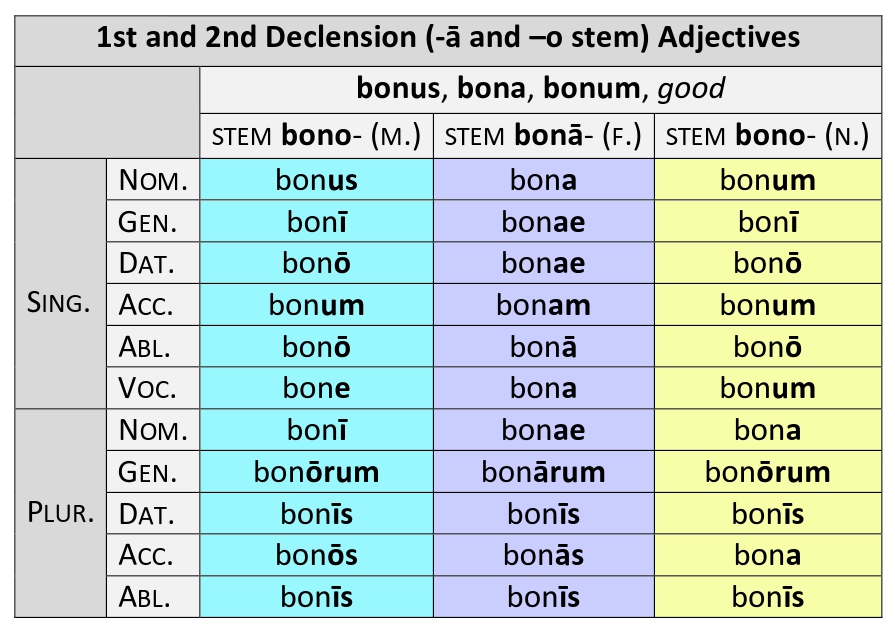 1st and 2nd Declension (-ā and –o stem) Adjectives
bonus, bona, bonum, good
STEM bono- (M.) STEM bonā- (F.) STEM bono- (N.)
SING.
NOM. bonus bona bonum
GEN. bonī bonae bonī
DAT. bonō bonae bonō
ACC. bonum bonam bonum
ABL. bonō bonā bonō
VOC. bone bona bonum
PLUR.
NOM. bonī bonae bona
GEN. bonōrum bonārum bonōrum
DAT. bonīs bonīs bonīs
ACC. bonōs bonās bona
ABL. bonīs bonīs bonīs